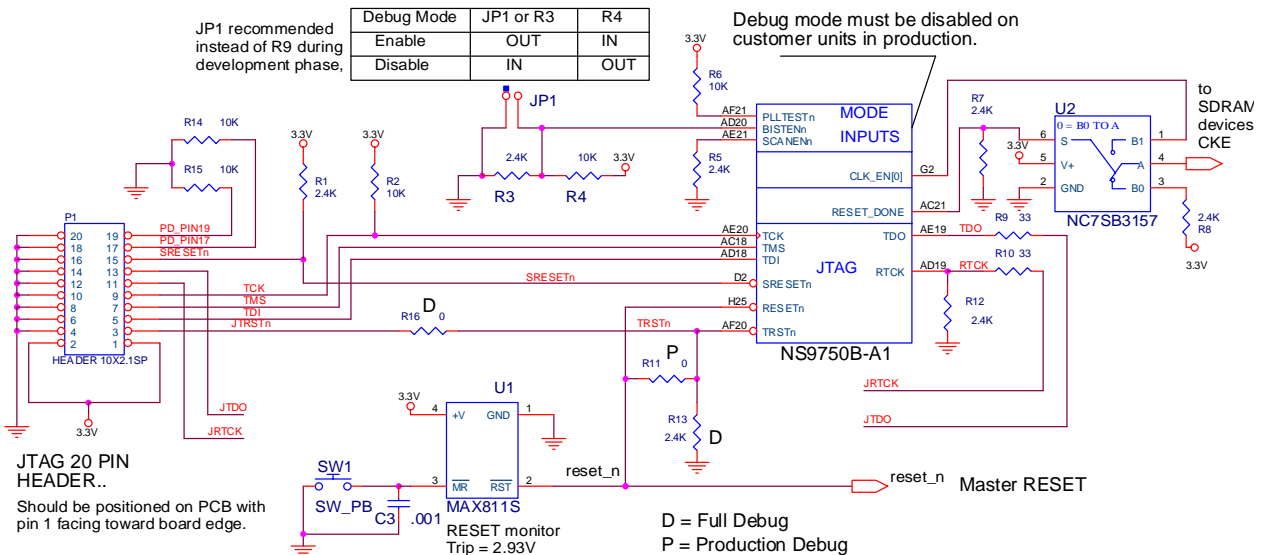 JP1 recommended
instead of R9 during
development phase,
Debug Mode JP1 or R3 R4
Enable OUT IN
Disable IN OUT
Debug mode must be disabled on
customer units in production.
JP1
R14 10K
R15 10K
3.3V
R1
2.4K
3.3V
R2
10K
2.4K
R3
10K
R4
3.3V
3.3V
R6
10K
R5
2.4K
AF21
AD20
AE21
PLLTESTn
BISTENn
SCANENn
MODE
INPUTS
CLK_EN[0]
G2
RESET_DONE
AC21
R7
2.4K
3.3V
U2
0 = B0 TO A
6 S B1 1
5 V+ A 4
2 GND B0 3
NC7SB3157
to
SDRAM
devices
CKE
2.4K
R8
3.3V
P1
20 19
18 17
16 15
14 13
12 11
10 9
8 7
6 5
4 3
2 1
HEADER 10X2.1SP
PD_PIN19
PD_PIN17
SRESETn
TCK
TMS
TDI
JTRSTn
3.3V
JTDO
JRTCK
R16 0
D
SRESETn
TRSTn
AE20 TCK
AC18 TMS
AD18 TDI
D2 SRESETn
H25 RESETn
AF20 TRSTn
JTAG
TDO AE19 TDO
RTCK AD19 RTCK
NS9750B-A1
R9 33
R10 33
R12
2.4K
JRTCK
JTDO
P
R11 0
R13
2.4K
D
JTAG 20 PIN
HEADER..
Should be positioned on PCB with
pin 1 facing toward board edge.
3.3V
U1
4 +V GND 1
3 MR RST 2
MAX811S
RESET monitor
Trip = 2.93V
SW1
SW_PB
C3 .001
reset_n
reset_n Master RESET
D = Full Debug
P = Production Debug